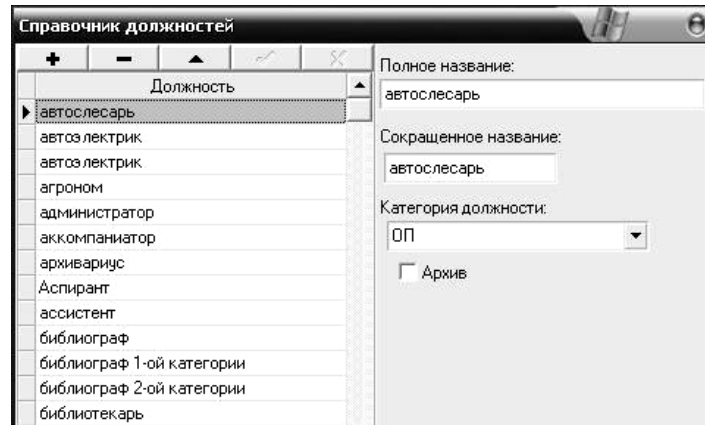 Справочник должностей
Должность
автослесарь
автоэлектрик
автоэлектрик
агроном
администратор
аккомпаниатор
архивариус
Аспирант
ассистент
библиограф
библиограф 1-ой категории
библиограф 2-ой категории
библиотекарь
Полное название:
автослесарь
Сокращенное название:
автослесарь
Категория должности:
ОП
Архив